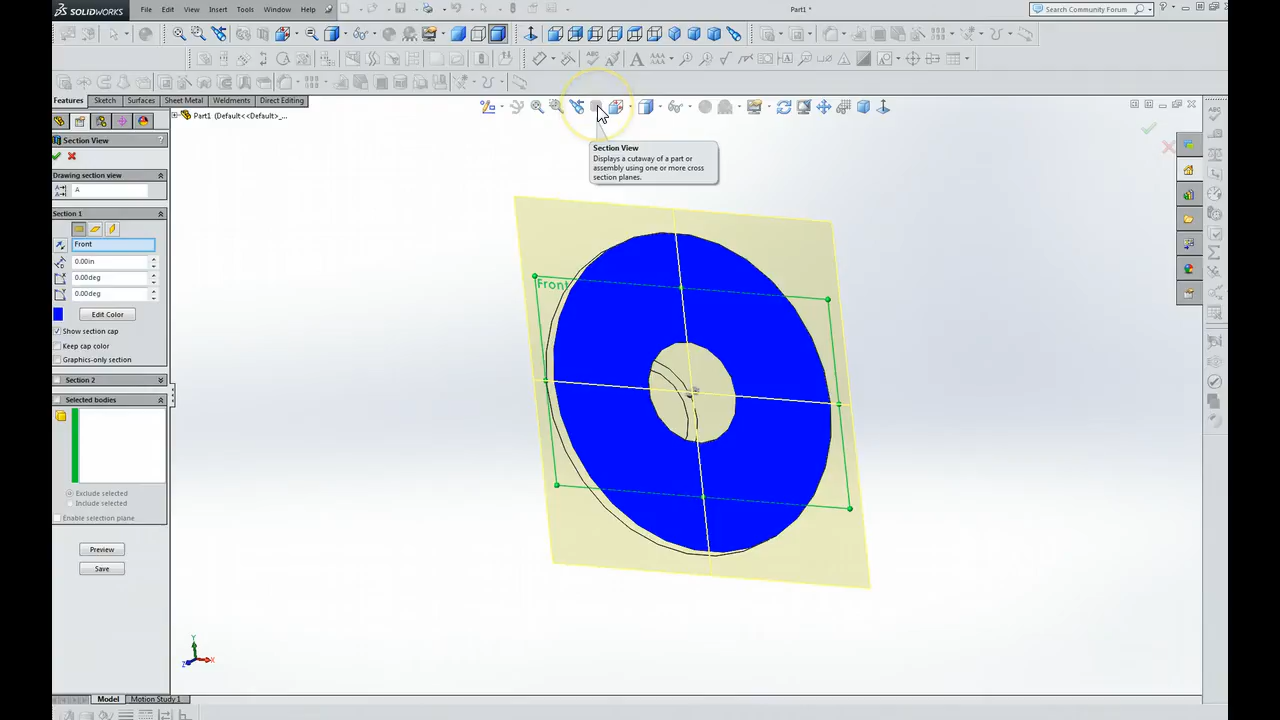 SOLIDWORKS
File Edit View Insert Tools Window Help
Part1 *
Search Community Forum
Features Sketch Surfaces Sheet Metal Weldments Direct Editing
Part1 (Default<<Default>_...
Section View
?
Drawing section view
A
Section 1
Front
0.00in
0.00deg
0.00deg
Edit Color
Show section cap
Keep cap color
Graphics-only section
Section 2
Selected bodies
Exclude selected
Include selected
Enable selection plane
Preview
Save
Section View
Displays a cutaway of a part or
assembly using one or more cross
section planes.
Front
Y
X
Z
Model Motion Study 1